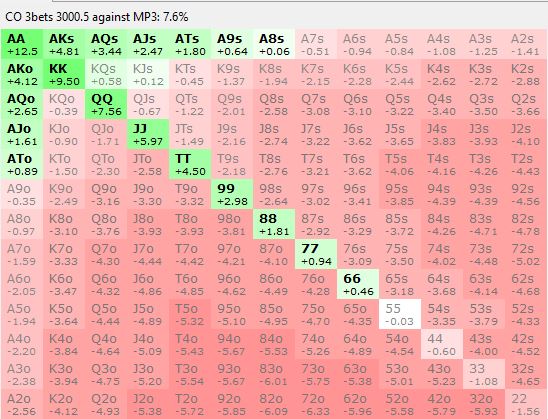 CO 3bets 3000.5 against MP3: 7.6%
AA AKs AQs AJs ATs A9s A8s A7s A6s A5s A4s A3s A2s
+12.5 +4.81 +3.44 +2.47 +1.80 +0.64 +0.06 -0.51 -0.94 -0.84 -1.08 -1.25 -1.41
AKo KK KQs KJs KTs K9s K8s K7s K6s K5s K4s K3s K2s
+4.12 +9.50 +0.58 +0.12 -0.45 -1.37 -1.94 -2.15 -2.28 -2.44 -2.62 -2.72 -2.88
AQo KQo QQ QJs QTs Q9s Q8s Q7s Q6s Q5s Q4s Q3s Q2s
+2.65 -0.39 +7.56 -0.67 -1.22 -2.01 -2.58 -3.08 -3.10 -3.22 -3.40 -3.50 -3.66
AJo KJo QJo JJ JTs J9s J8s J7s J6s J5s J4s J3s J2s
+1.61 -0.90 -1.71 +5.97 -1.49 -2.16 -2.74 -3.22 -3.62 -3.65 -3.83 -3.93 -4.10
ATo KTo QTo JTo TT T9s T8s T7s T6s T5s T4s T3s T2s
+0.89 -1.50 -2.30 -2.58 +4.50 -2.18 -2.76 -3.21 -3.62 -4.06 -4.16 -4.26 -4.43
A9o K9o Q9o J9o T9o 99 98s 97s 96s 95s 94s 93s 92s
-0.35 -2.49 -3.16 -3.30 -3.32 +2.98 -2.64 -3.02 -3.41 -3.85 -4.39 -4.39 -4.56
A8o K8o Q8o J8o T8o 98o 88 87s 86s 85s 84s 83s 82s
-0.97 -3.10 -3.76 -3.93 -3.93 -3.81 +1.81 -2.92 -3.29 -3.72 -4.26 -4.71 -4.78
A7o K7o Q7o J7o T7o 97o 87o 77 76s 75s 74s 73s 72s
-1.59 -3.33 -4.30 -4.44 -4.42 -4.21 -4.10 +0.94 -3.09 -3.50 -4.02 -4.48 -5.02
A6o K6o Q6o J6o T6o 96o 86o 76o 66 65s 64s 63s 62s
-2.05 -3.47 -4.32 -4.86 -4.85 -4.62 -4.49 -4.28 +0.46 -3.18 -3.68 -4.14 -4.68
A5o K5o Q5o J5o T5o 95o 85o 75o 65o 55 54s 53s 52s
-1.94 -3.64 -4.44 -4.89 -5.32 -5.10 -4.95 -4.70 -4.35 -0.03 -3.35 -3.79 -4.33
A4o K4o Q4o J4o T4o 94o 84o 74o 64o 54o 44 43s 42s
-2.20 -3.84 -4.64 -5.09 -5.43 -5.67 -5.53 -5.26 -4.89 -4.54 -0.60 -4.00 -4.52
A3o K3o Q3o J3o T3o 93o 83o 73o 63o 53o 43o 33 32s
-2.38 -3.94 -4.75 -5.20 -5.54 -5.67 -6.01 -5.75 -5.38 -5.01 -5.23 -1.08 -4.65
A2o K2o Q2o J2o T2o 92o 82o 72o 62o 52o 42o 32o 22
-2.56 -4.12 -4.93 -5.38 -5.72 -5.85 -6.09 -6.33 -5.96 -5.58 -5.79 -5.93 -1.56